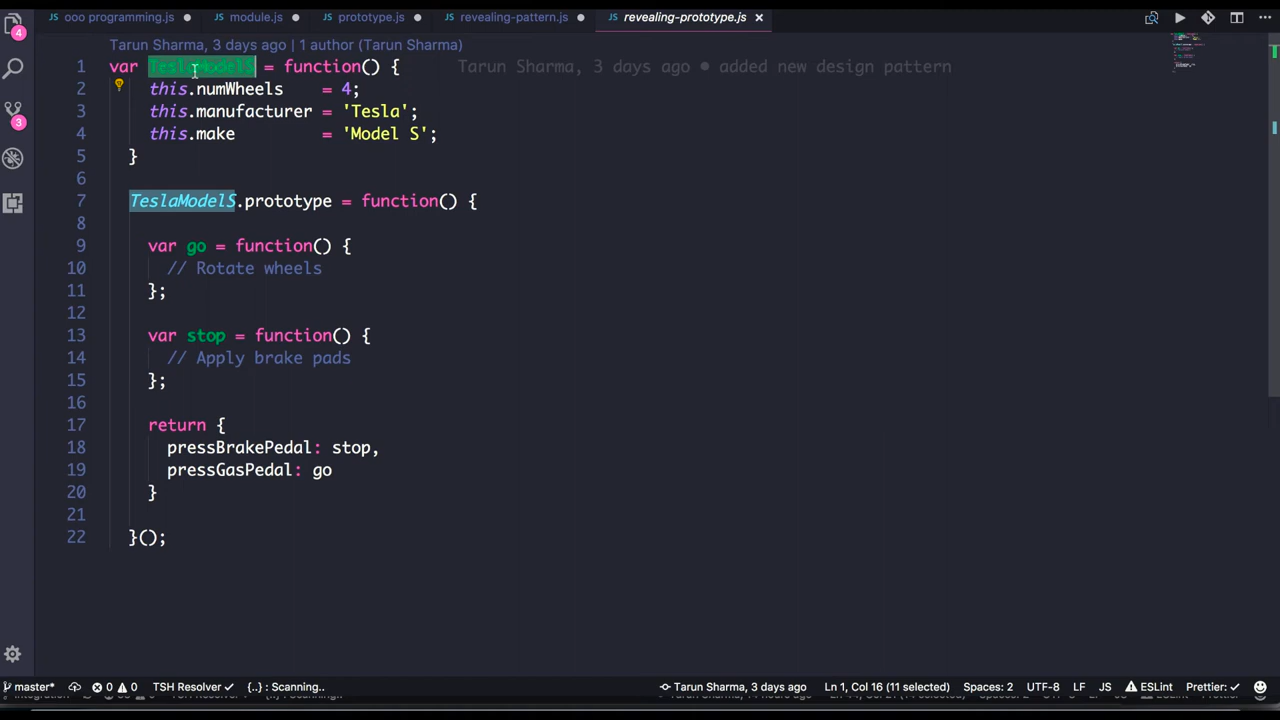 ooo programming.js
module.js
prototype.js
revealing-pattern.js
revealing-prototype.js
4
3
Tarun Sharma, 3 days ago | 1 author (Tarun Sharma)
1 var TeslaModelS = function() { Tarun Sharma, 3 days ago • added new design pattern
2 this.numWheels = 4;
3 this.manufacturer = 'Tesla';
4 this.make = 'Model S';
5 }
6
7 TeslaModelS.prototype = function() {
8
9 var go = function() {
10 // Rotate wheels
11 };
12
13 var stop = function() {
14 // Apply brake pads
15 };
16
17 return {
18 pressBrakePedal: stop,
19 pressGasPedal: go
20 }
21
22 }();
master* 0 0 TSH Resolver {..} : Scanning.. Tarun Sharma, 3 days ago Ln 1, Col 16 (11 selected) Spaces: 2 UTF-8 LF JS ESLint Prettier: